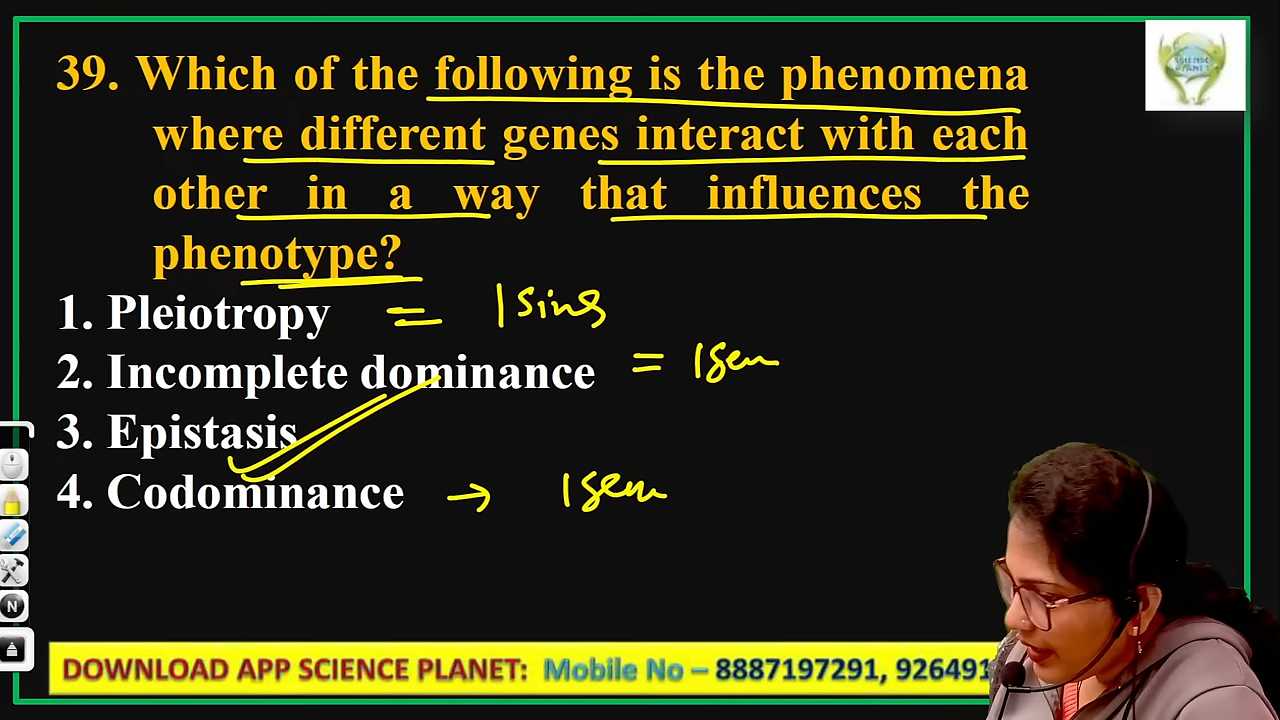 39. Which of the following is the phenomena
where different genes interact with each
other in a way that influences the
phenotype?
1. Pleiotropy = 1
2. Incomplete dominance = 1 gen
3. Epistasis
4. Codominance → 1 gen
SCIENCE
PLANET
N
DOWNLOAD APP SCIENCE PLANET: Mobile No – 8887197291, 926491